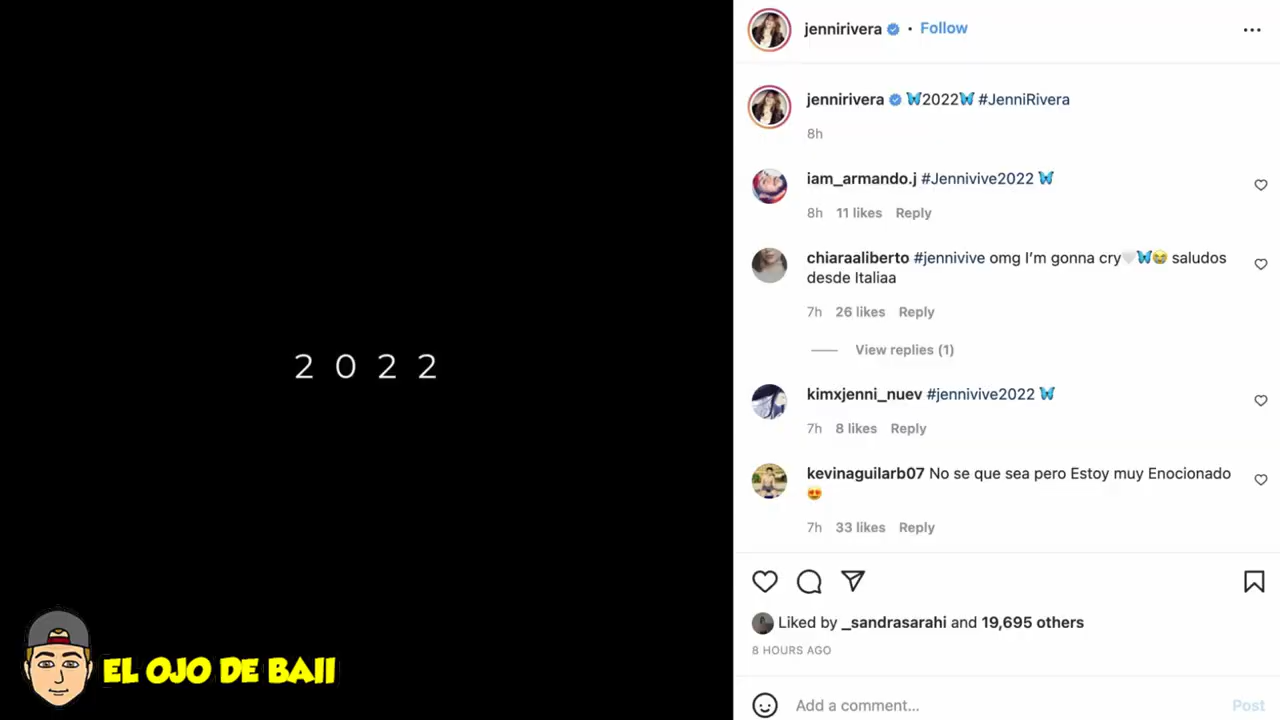 2 0 2 2
EL OJO DE BAII
jennirivera • Follow
jennirivera 🦋2022🦋 #JenniRivera
8h
iam_armando.j #Jennivive2022 🦋
8h 11 likes Reply
chiaraaliberto #jennivive omg I'm gonna cry🤍🦋😭 saludos
desde Italiaa
7h 26 likes Reply
View replies (1)
kimxjenni_nuev #jennivive2022 🦋
7h 8 likes Reply
kevinaguilarb07 No se que sea pero Estoy muy Enocionado
😍
7h 33 likes Reply
Liked by _sandrasarahi and 19,695 others
8 HOURS AGO
Add a comment... Post